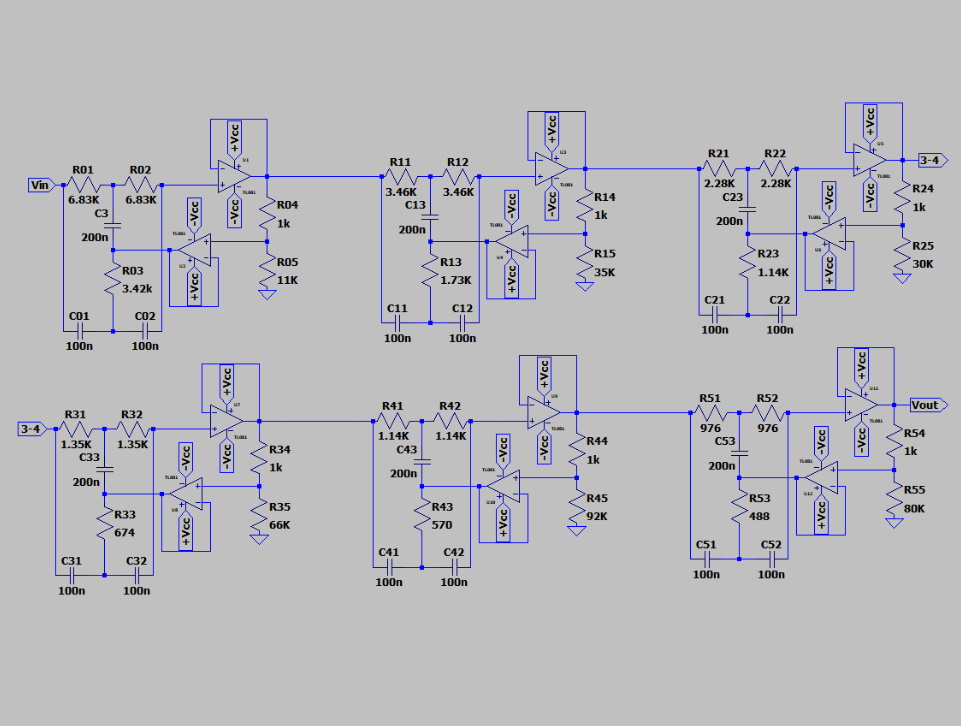 R01 R02
6.83K 6.83K
Vin
C3
200n
R03
3.42k
C01 C02
100n 100n
+Vcc
-Vcc
U1
TL081
-Vcc
+Vcc
TL081
U2
R04
1k
R05
11K
R11 R12
3.46K 3.46K
C13
200n
R13
1.73K
C11 C12
100n 100n
+Vcc
-Vcc
U3
TL081
-Vcc
+Vcc
TL081
U4
R14
1k
R15
35K
R21 R22
2.28K 2.28K
C23
200n
R23
1.14K
C21 C22
100n 100n
+Vcc
-Vcc
U5
TL081
-Vcc
+Vcc
TL081
U6
3-4
R24
1k
R25
30K
3-4
R31 R32
1.35K 1.35K
C33
200n
R33
674
C31 C32
100n 100n
+Vcc
-Vcc
U7
TL081
-Vcc
+Vcc
TL081
U8
R34
1k
R35
66K
R41 R42
1.14K 1.14K
C43
200n
R43
570
C41 C42
100n 100n
+Vcc
-Vcc
U9
TL081
-Vcc
+Vcc
TL081
U10
R44
1k
R45
92K
R51 R52
976 976
C53
200n
R53
488
C51 C52
100n 100n
+Vcc
-Vcc
U11
TL081
-Vcc
+Vcc
TL081
U12
Vout
R54
1k
R55
80K